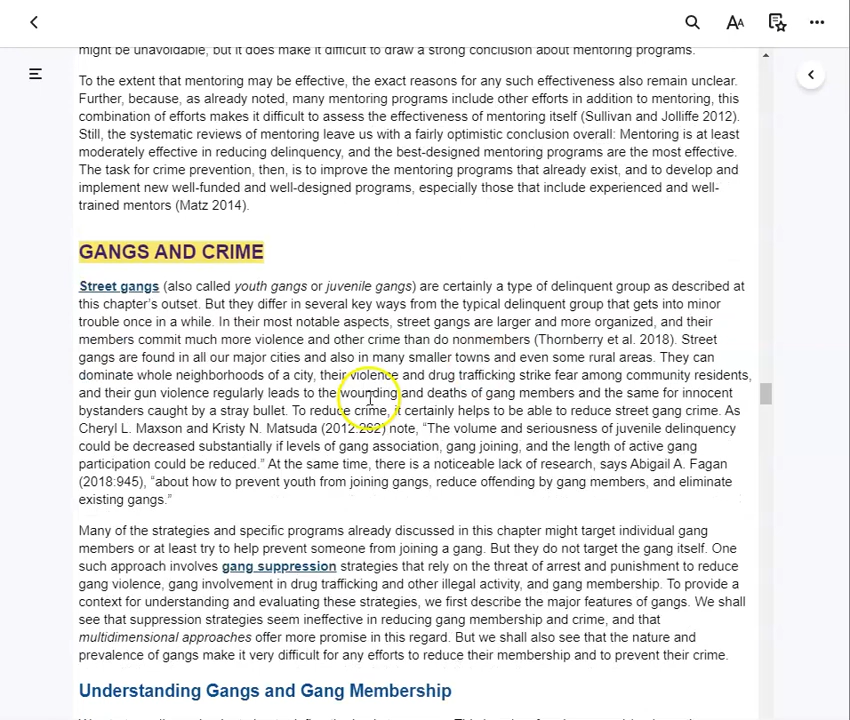 might be unavoidable, but it does make it difficult to draw a strong conclusion about mentoring programs.
To the extent that mentoring may be effective, the exact reasons for any such effectiveness also remain unclear.
Further, because, as already noted, many mentoring programs include other efforts in addition to mentoring, this
combination of efforts makes it difficult to assess the effectiveness of mentoring itself (Sullivan and Jolliffe 2012).
Still, the systematic reviews of mentoring leave us with a fairly optimistic conclusion overall: Mentoring is at least
moderately effective in reducing delinquency, and the best-designed mentoring programs are the most effective.
The task for crime prevention, then, is to improve the mentoring programs that already exist, and to develop and
implement new well-funded and well-designed programs, especially those that include experienced and well-
trained mentors (Matz 2014).
GANGS AND CRIME
Street gangs (also called youth gangs or juvenile gangs) are certainly a type of delinquent group as described at
this chapter's outset. But they differ in several key ways from the typical delinquent group that gets into minor
trouble once in a while. In their most notable aspects, street gangs are larger and more organized, and their
members commit much more violence and other crime than do nonmembers (Thornberry et al. 2018). Street
gangs are found in all our major cities and also in many smaller towns and even some rural areas. They can
dominate whole neighborhoods of a city, their violence and drug trafficking strike fear among community residents,
and their gun violence regularly leads to the wounding and deaths of gang members and the same for innocent
bystanders caught by a stray bullet. To reduce it certainly helps to be able to reduce street gang crime. As
Cheryl L. Maxson and Kristy N. Matsuda (2012:262) note, “The volume and seriousness of juvenile delinquency
could be decreased substantially if levels of gang association, gang joining, and the length of active gang
participation could be reduced.” At the same time, there is a noticeable lack of research, says Abigail A. Fagan
(2018:945), “about how to prevent youth from joining gangs, reduce offending by gang members, and eliminate
existing gangs.”
Many of the strategies and specific programs already discussed in this chapter might target individual gang
members or at least try to help prevent someone from joining a gang. But they do not target the gang itself. One
such approach involves gang suppression strategies that rely on the threat of arrest and punishment to reduce
gang violence, gang involvement in drug trafficking and other illegal activity, and gang membership. To provide a
context for understanding and evaluating these strategies, we first describe the major features of gangs. We shall
see that suppression strategies seem ineffective in reducing gang membership and crime, and that
multidimensional approaches offer more promise in this regard. But we shall also see that the nature and
prevalence of gangs make it very difficult for any efforts to reduce their membership and to prevent their crime.
Understanding Gangs and Gang Membership